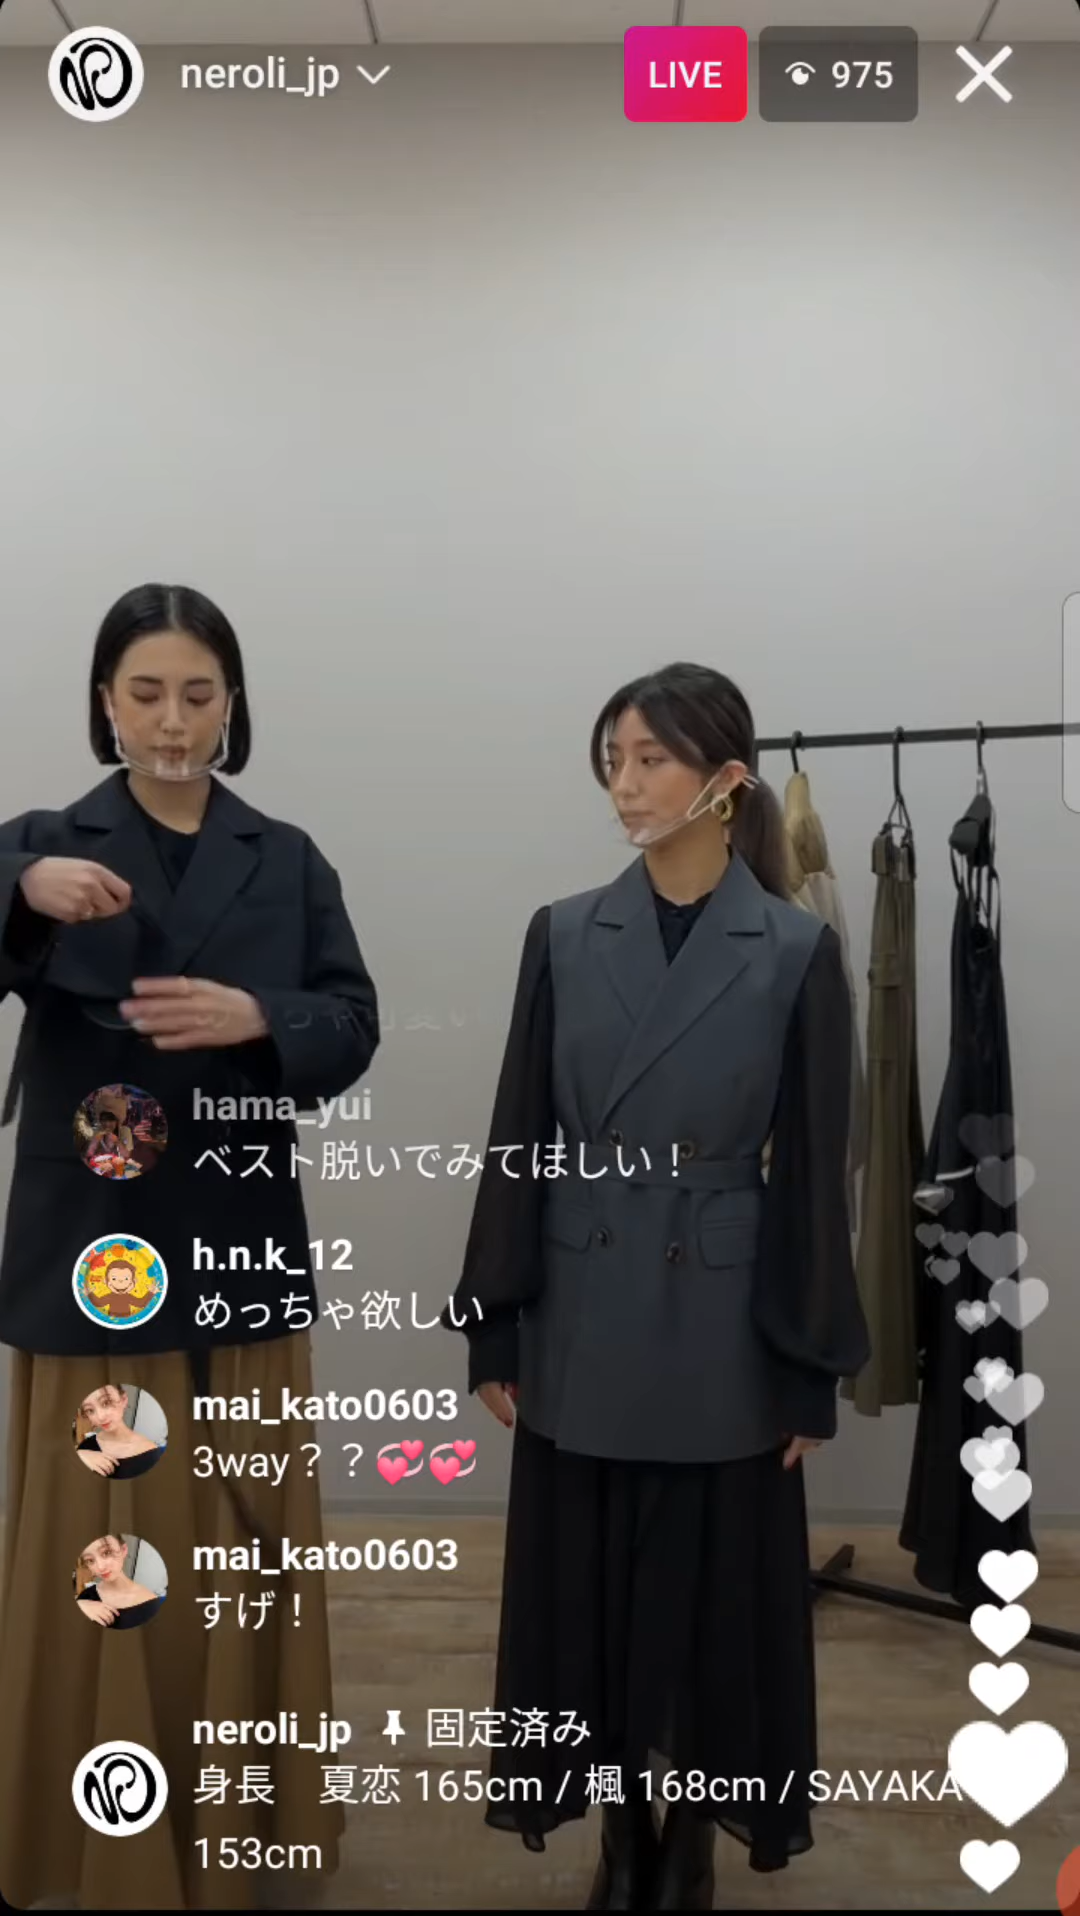 neroli_jp
LIVE
975
hama_yui
ベスト脱いでみてほしい！
h.n.k_12
めっちゃ欲しい
mai_kato0603
3way？？💞💞
mai_kato0603
すげ！
neroli_jp 固定済み
身長　夏恋 165cm / 楓 168cm / SAYAKA
153cm